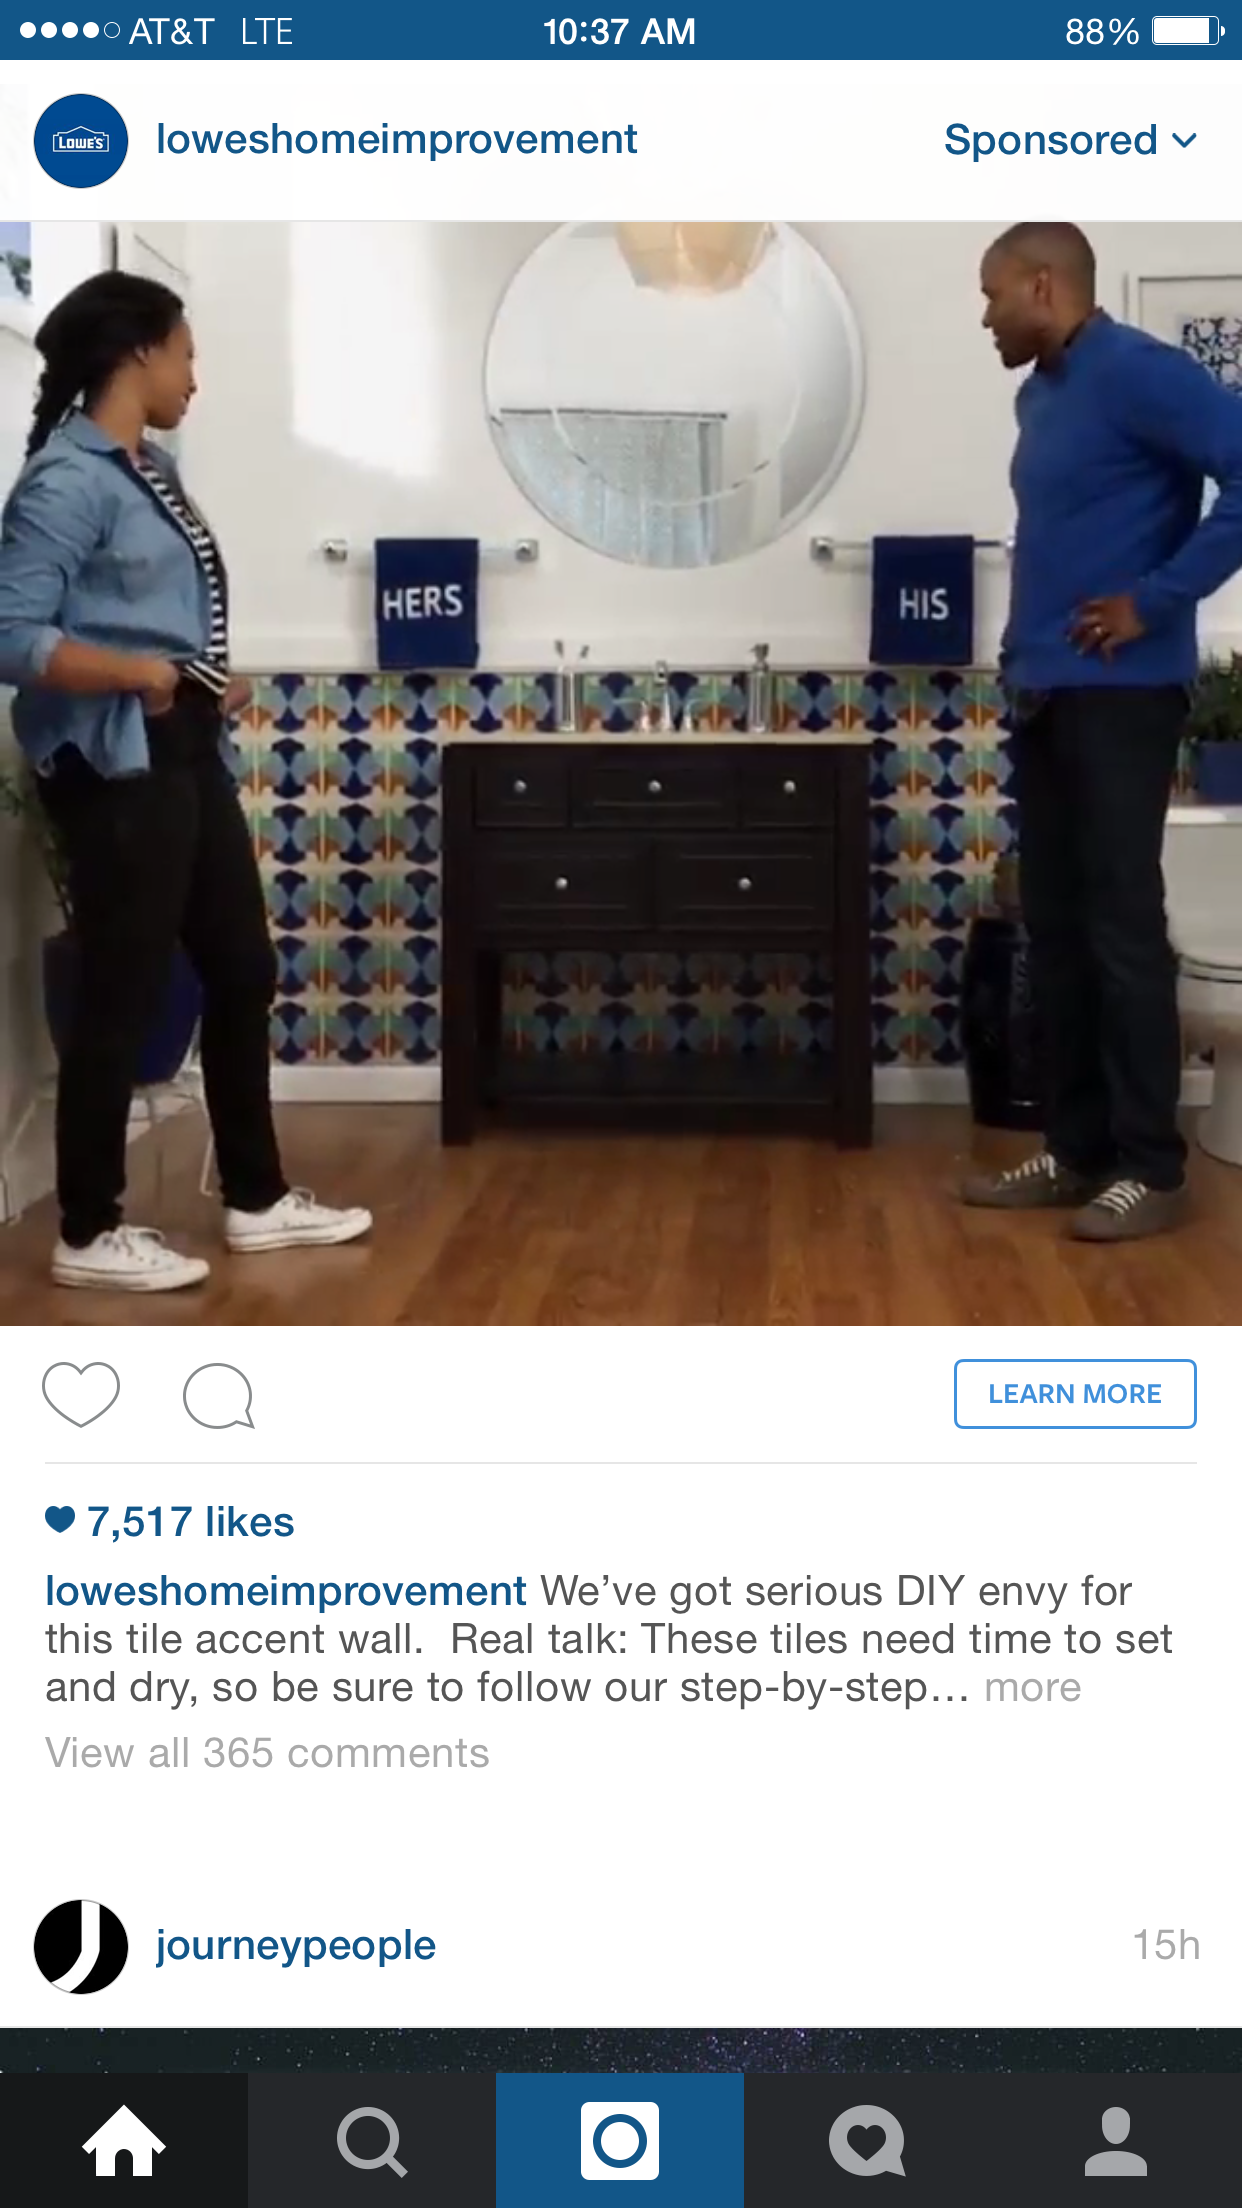 AT&T LTE 10:37 AM 88%
LOWE'S
loweshomeimprovement Sponsored
HERS HIS
LEARN MORE
7,517 likes
loweshomeimprovement We’ve got serious DIY envy for
this tile accent wall.  Real talk: These tiles need time to set
and dry, so be sure to follow our step-by-step… more
View all 365 comments
journeypeople 15h